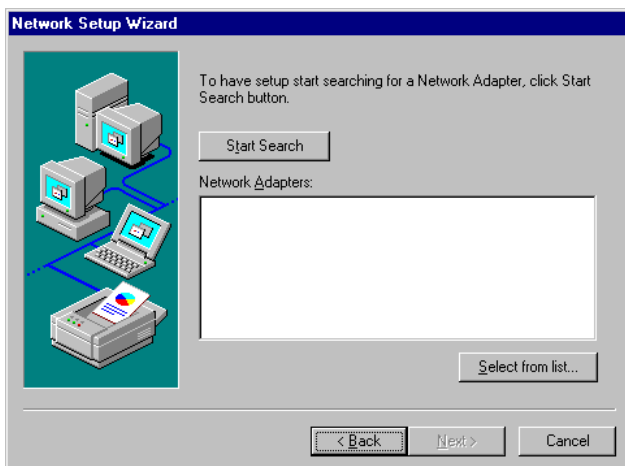 Network Setup Wizard
To have setup start searching for a Network Adapter, click Start
Search button.
Start Search
Network Adapters:
Select from list...
< Back
Next >
Cancel